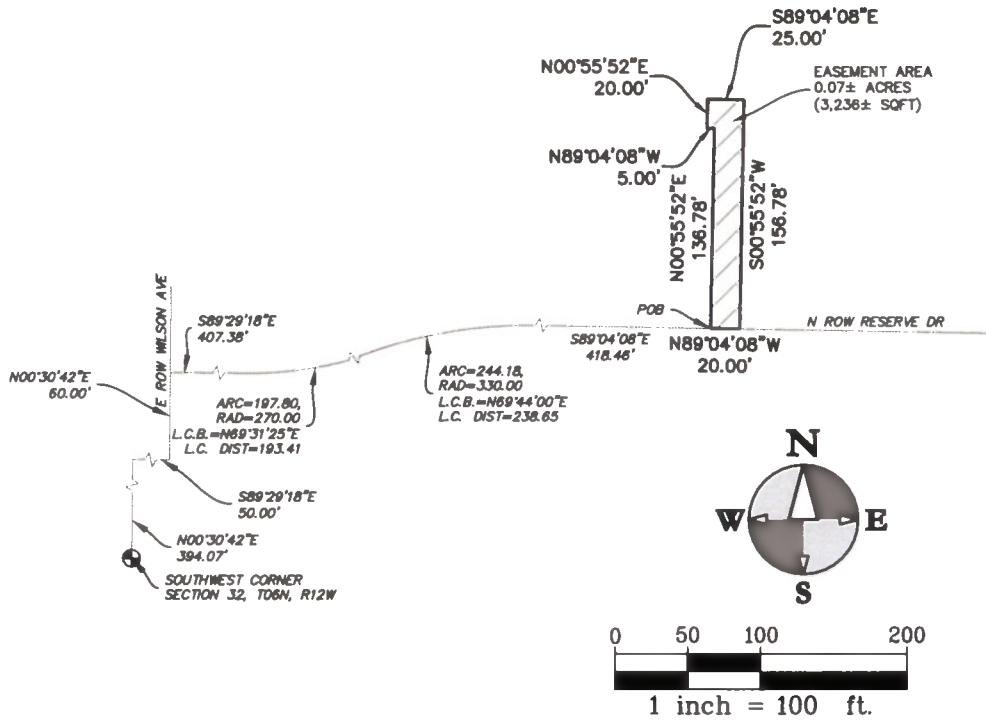 S89°04'08"E
25.00'
N00°55'52"E
20.00'
EASEMENT AREA
0.07± ACRES
(3,236± SQFT)
N89°04'08"W
5.00'
N00°55'52"E
136.78'
S00°55'52"W
156.78'
E ROW WILSON AVE
S89°29'18"E
407.38'
POB
S89°04'08"E
418.46'
N ROW RESERVE DR
N89°04'08"W
20.00'
N00°30'42"E
60.00'
ARC=197.80,
RAD=270.00
L.C.B.=N69°31'25"E
L.C. DIST=193.41
ARC=244.18,
RAD=330.00
L.C.B.=N69°44'00"E
L.C. DIST=238.65
S89°29'18"E
50.00'
N00°30'42"E
394.07'
SOUTHWEST CORNER
SECTION 32, T06N, R12W
N
W E
S
0 50 100 200
1 inch = 100 ft.